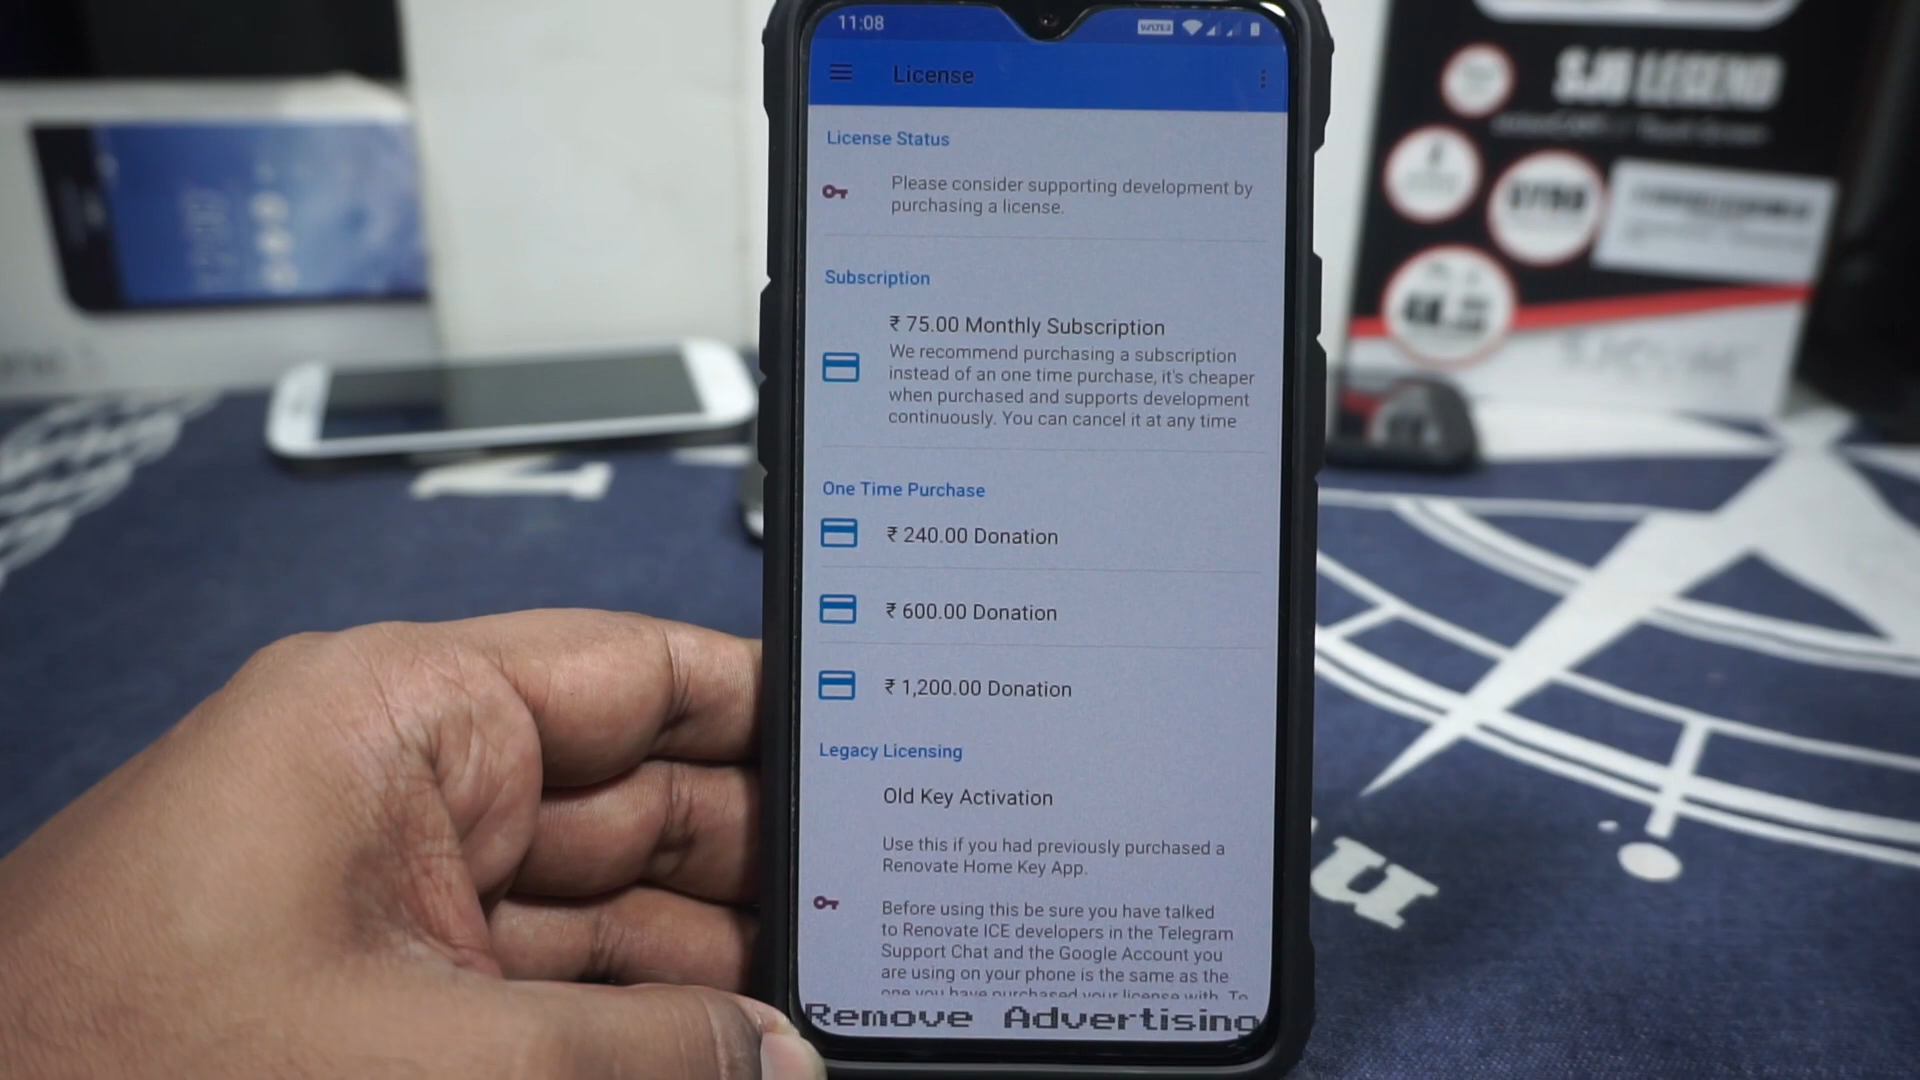 11:08
License
License Status
Please consider supporting development by
purchasing a license.
Subscription
₹ 75.00 Monthly Subscription
We recommend purchasing a subscription
instead of an one time purchase, it's cheaper
when purchased and supports development
continuously. You can cancel it at any time
One Time Purchase
₹ 240.00 Donation
₹ 600.00 Donation
₹ 1,200.00 Donation
Legacy Licensing
Old Key Activation
Use this if you had previously purchased a
Renovate Home Key App.
Before using this be sure you have talked
to Renovate ICE developers in the Telegram
Support Chat and the Google Account you
are using on your phone is the same as the
one you have purchased your license with. To
Remove Advertising
SJ8 LEGEND